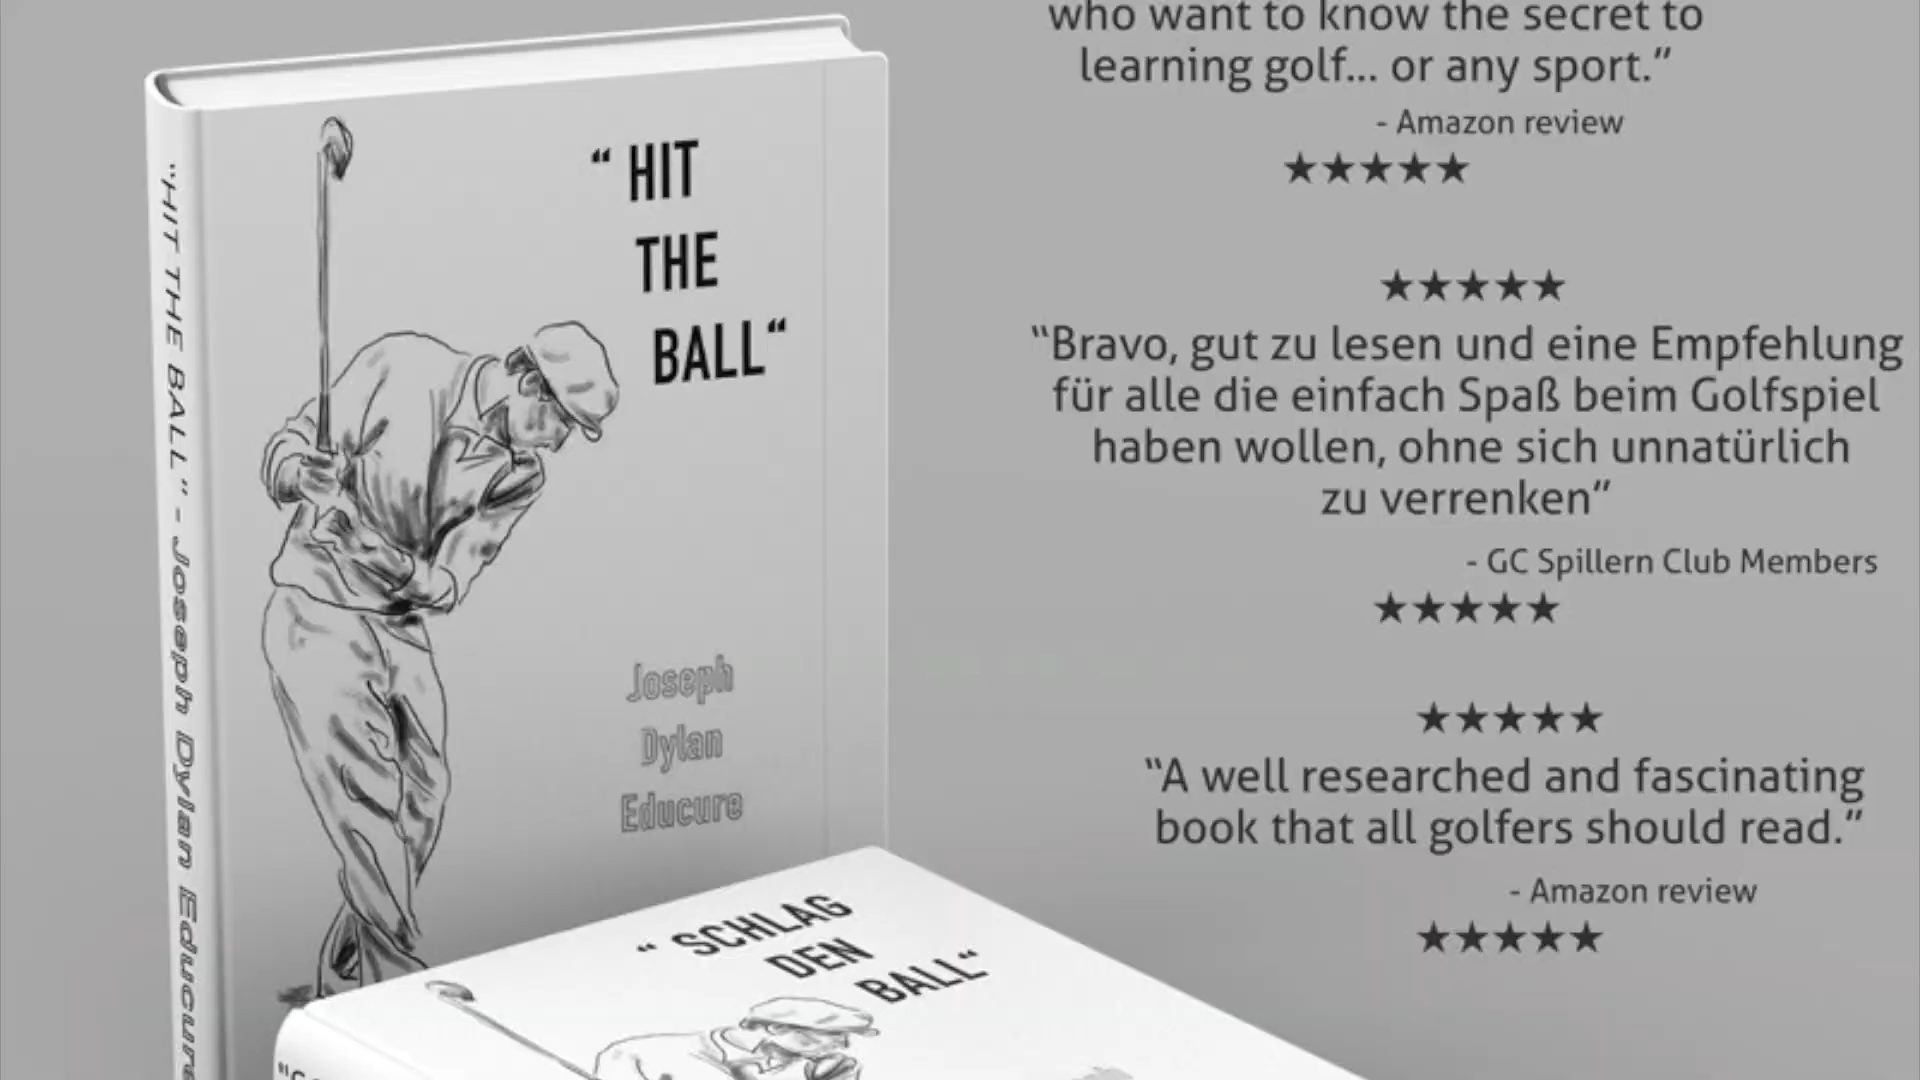 "HIT THE BALL" - Joseph Dylan Educure
“ HIT
THE
BALL“
Joseph
Dylan
Educure
“ SCHLAG
DEN
BALL“
who want to know the secret to
learning golf... or any sport.”
- Amazon review
★★★★★
★★★★★
“Bravo, gut zu lesen und eine Empfehlung
für alle die einfach Spaß beim Golfspiel
haben wollen, ohne sich unnatürlich
zu verrenken”
- GC Spillern Club Members
★★★★★
★★★★★
“A well researched and fascinating
book that all golfers should read.”
- Amazon review
★★★★★